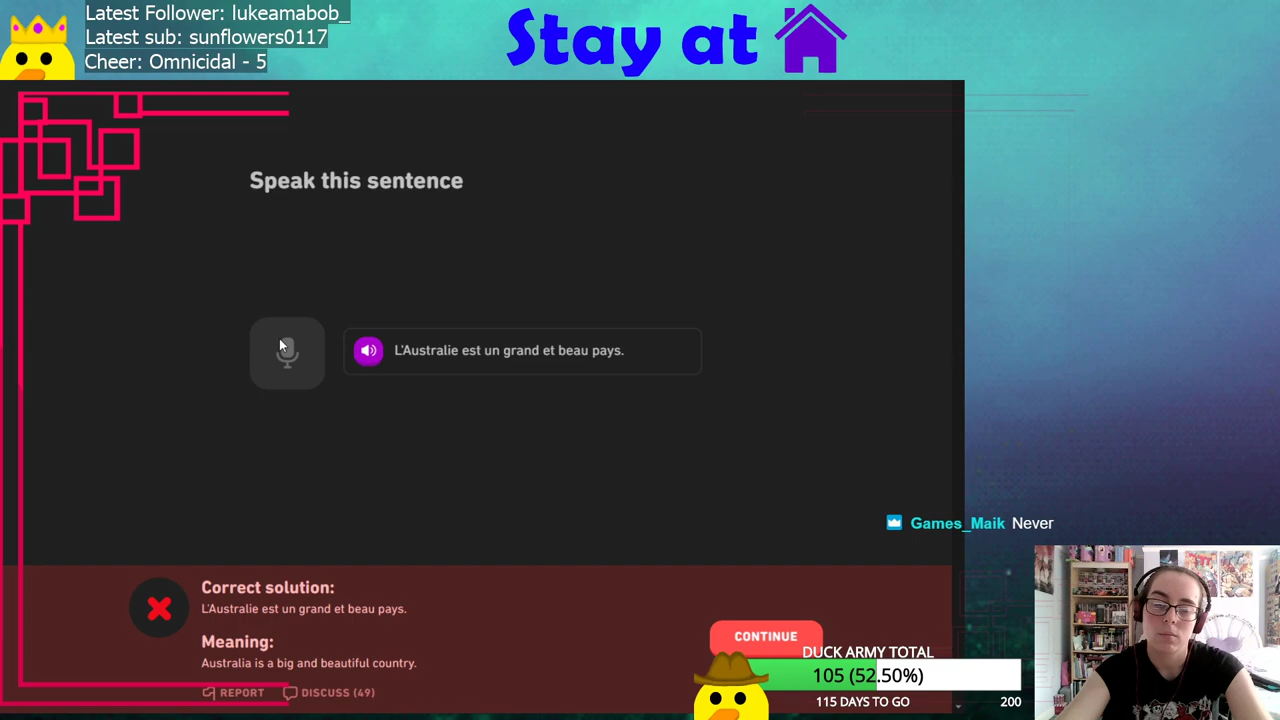 Latest Follower: lukeamabob_
Latest sub: sunflowers0117
Cheer: Omnicidal - 5
Stay at
Speak this sentence
L'Australie est un grand et beau pays.
Games_Maik Never
Correct solution:
L'Australie est un grand et beau pays.
Meaning:
Australia is a big and beautiful country.
REPORT DISCUSS (49)
CONTINUE
DUCK ARMY TOTAL
105 (52.50%)
115 DAYS TO GO 200